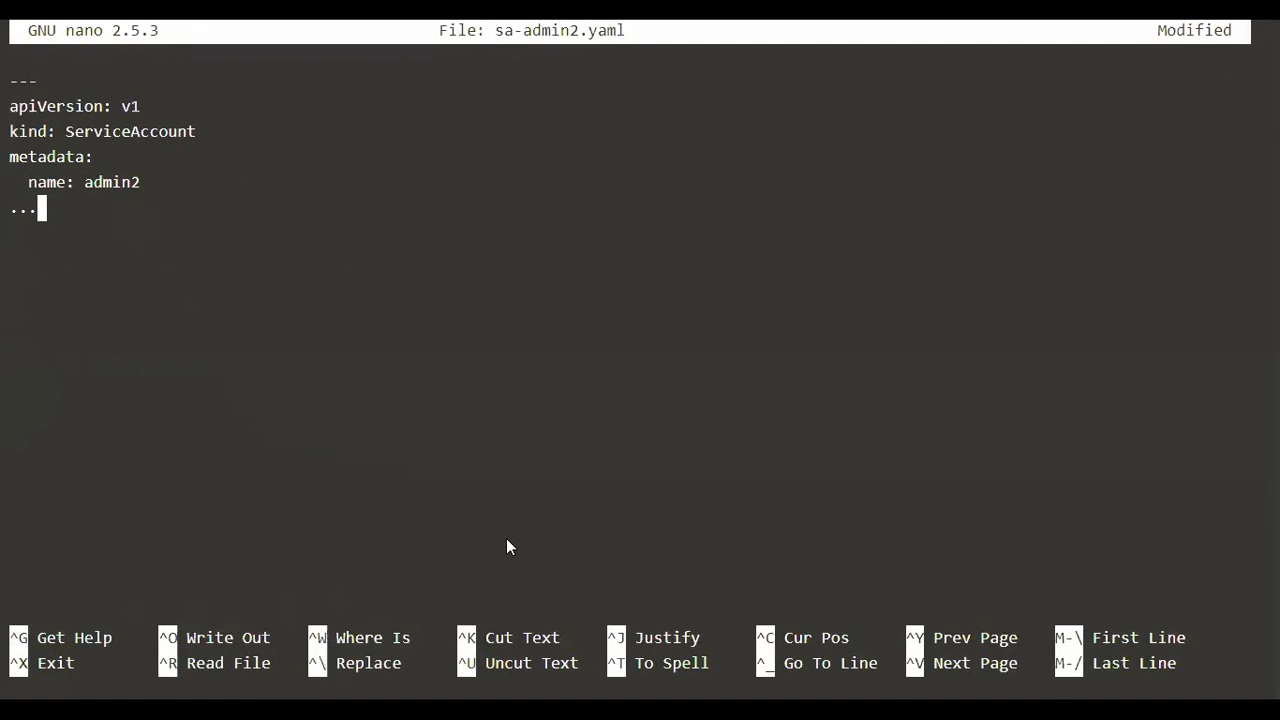 GNU nano 2.5.3 File: sa-admin2.yaml Modified
---
apiVersion: v1
kind: ServiceAccount
metadata:
  name: admin2
...
^G Get Help ^O Write Out ^W Where Is ^K Cut Text ^J Justify ^C Cur Pos ^Y Prev Page M-\ First Line
^X Exit ^R Read File ^\ Replace ^U Uncut Text ^T To Spell ^_ Go To Line ^V Next Page M-/ Last Line